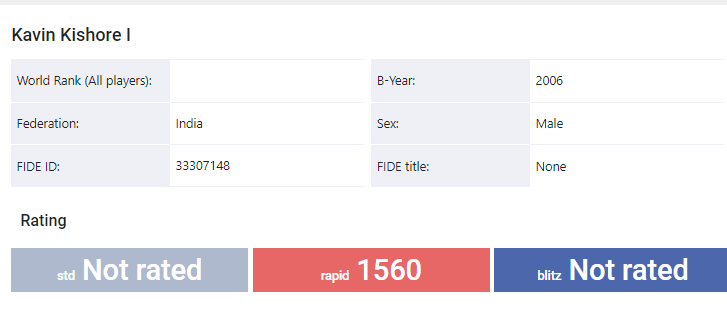 Kavin Kishore I
World Rank (All players):
B-Year: 2006
Federation: India
Sex: Male
FIDE ID: 33307148
FIDE title: None
Rating
std Not rated
rapid 1560
blitz Not rated